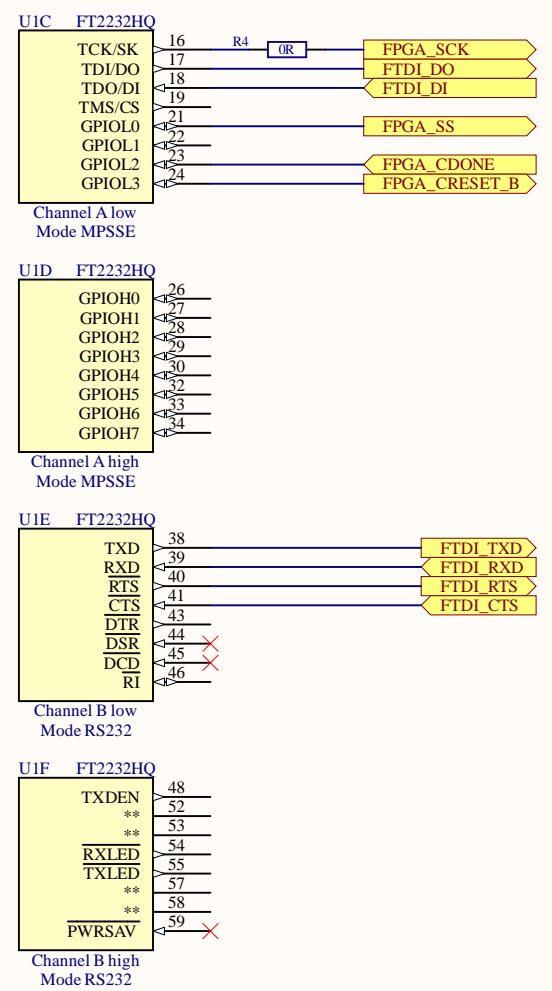 U1C FT2232HQ
TCK/SK 16 R4 0R FPGA_SCK
TDI/DO 17 FTDI_DO
TDO/DI 18 FTDI_DI
TMS/CS 19
GPIOL0 21 FPGA_SS
GPIOL1 22
GPIOL2 23 FPGA_CDONE
GPIOL3 24 FPGA_CRESET_B
Channel A low
Mode MPSSE
U1D FT2232HQ
GPIOH0 26
GPIOH1 27
GPIOH2 28
GPIOH3 29
GPIOH4 30
GPIOH5 32
GPIOH6 33
GPIOH7 34
Channel A high
Mode MPSSE
U1E FT2232HQ
TXD 38 FTDI_TXD
RXD 39 FTDI_RXD
RTS 40 FTDI_RTS
CTS 41 FTDI_CTS
DTR 43
DSR 44
DCD 45
RI 46
Channel B low
Mode RS232
U1F FT2232HQ
TXDEN 48
** 52
** 53
RXLED 54
TXLED 55
** 57
** 58
PWRSAV 59
Channel B high
Mode RS232